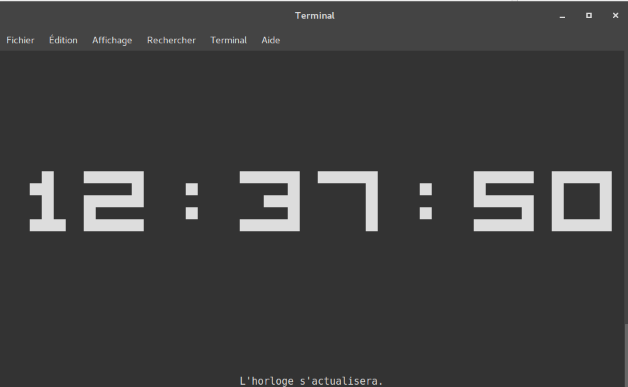 Terminal
Fichier Édition Affichage Rechercher Terminal Aide
12:37:50
L'horloge s'actualisera.